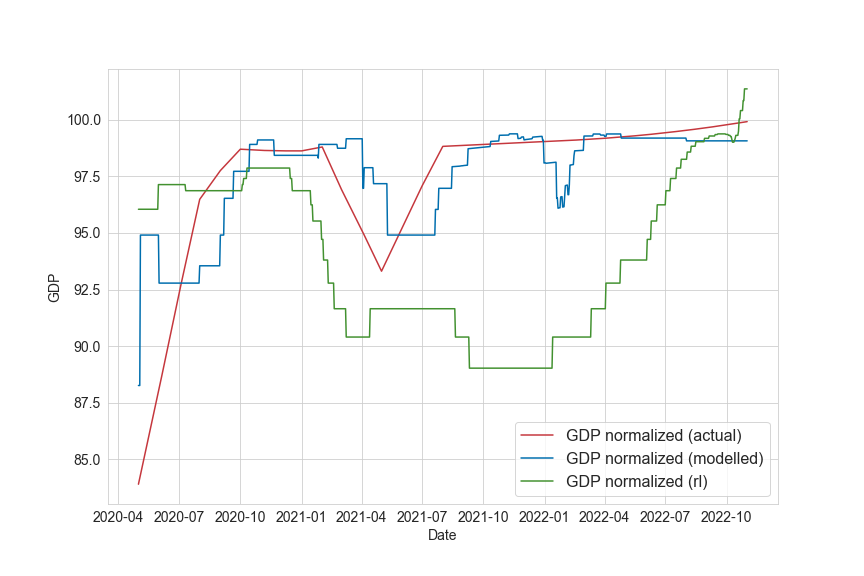 100.0
97.5
95.0
92.5
90.0
87.5
85.0
GDP
GDP normalized (actual)
GDP normalized (modelled)
GDP normalized (rl)
2020-04 2020-07 2020-10 2021-01 2021-04 2021-07 2021-10 2022-01 2022-04 2022-07 2022-10
Date